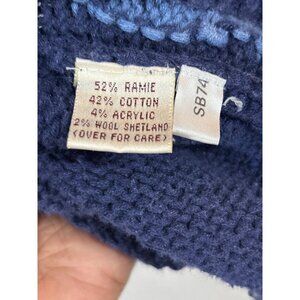 52% RAMIE
42% COTTON
4% ACRYLIC
2% WOOL SHETLAND
(OVER FOR CARE)
SB74